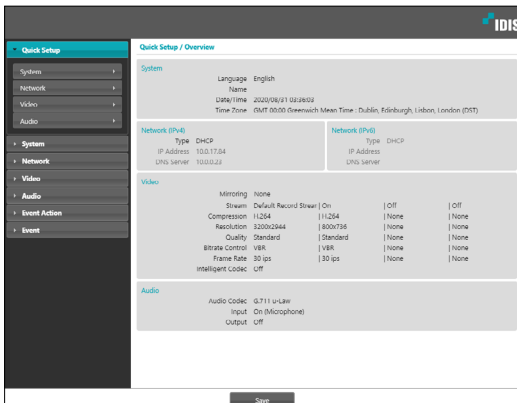 IDIS
Quick Setup
System
Network
Video
Audio
System
Network
Video
Audio
Event Action
Event
Quick Setup / Overview
System
Language English
Name
Date/Time 2020/08/31 03:36:03
Time Zone GMT 00:00 Greenwich Mean Time : Dublin, Edinburgh, Lisbon, London (DST)
Network (IPv4)
Type DHCP
IP Address 10.0.17.84
DNS Server 10.0.0.23
Network (IPv6)
Type DHCP
IP Address
DNS Server
Video
Mirroring None
Stream Default Record Strear | On | Off | Off
Compression H.264 | H.264 | None | None
Resolution 3200x2944 | 800x736 | None | None
Quality Standard | Standard | None | None
Bitrate Control VBR | VBR | None | None
Frame Rate 30 ips | 30 ips | None | None
Intelligent Codec Off
Audio
Audio Codec G.711 u-Law
Input On (Microphone)
Output Off
Save